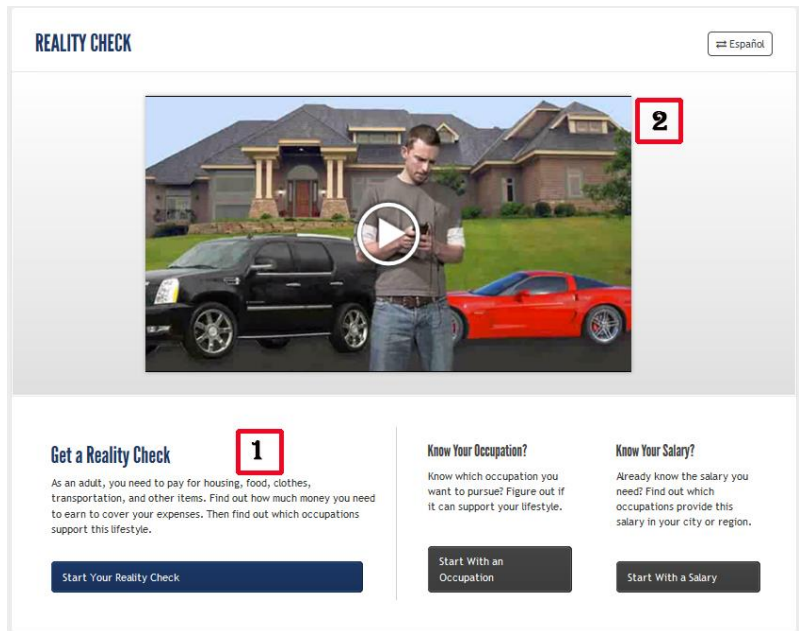 REALITY CHECK
⇄ Español
2
Get a Reality Check
1
As an adult, you need to pay for housing, food, clothes,
transportation, and other items. Find out how much money you need
to earn to cover your expenses. Then find out which occupations
support this lifestyle.
Start Your Reality Check
Know Your Occupation?
Know which occupation you
want to pursue? Figure out if
it can support your lifestyle.
Start With an
Occupation
Know Your Salary?
Already know the salary you
need? Find out which
occupations provide this
salary in your city or region.
Start With a Salary